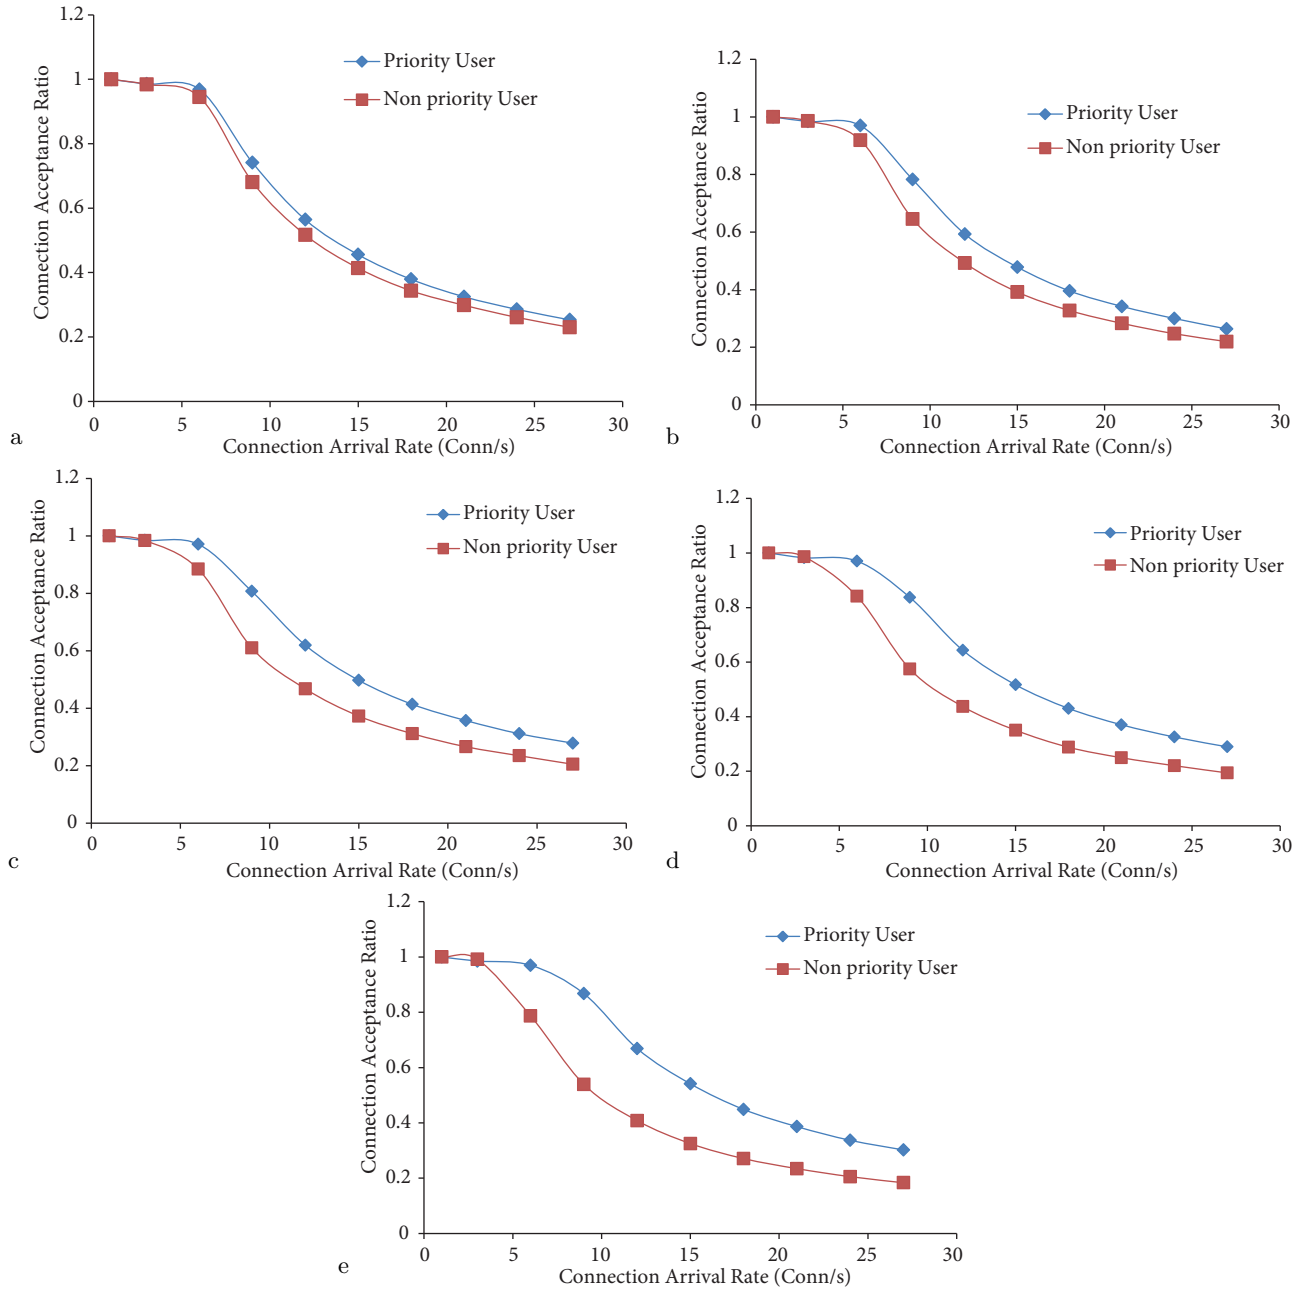 1.2
1
0.8
0.6
0.4
0.2
0
Connection Acceptance Ratio
Priority User
Non priority User
0 5 10 15 20 25 30
Connection Arrival Rate (Conn/s)
a
1.2
1
0.8
0.6
0.4
0.2
0
Connection Acceptance Ratio
Priority User
Non priority User
0 5 10 15 20 25 30
Connection Arrival Rate (Conn/s)
b
1.2
1
0.8
0.6
0.4
0.2
0
Connection Acceptance Ratio
Priority User
Non priority User
0 5 10 15 20 25 30
Connection Arrival Rate (Conn/s)
c
1.2
1
0.8
0.6
0.4
0.2
0
Connection Acceptance Ratio
Priority User
Non priority User
0 5 10 15 20 25 30
Connection Arrival Rate (Conn/s)
d
1.2
1
0.8
0.6
0.4
0.2
0
Connection Acceptance Ratio
Priority User
Non priority User
0 5 10 15 20 25 30
Connection Arrival Rate (Conn/s)
e